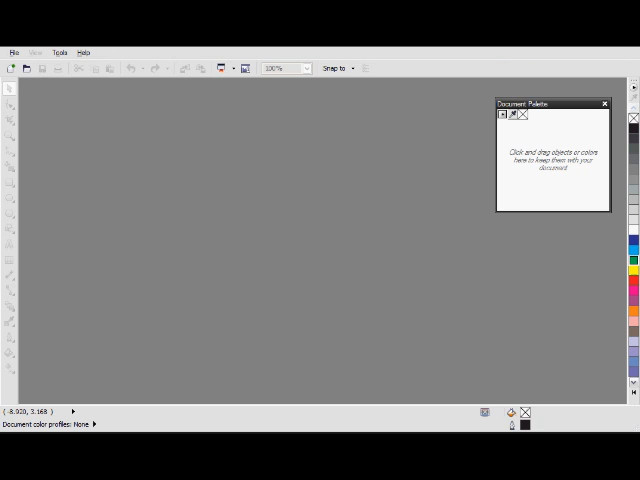 File View Tools Help
100% Snap to
Document Palette
Click and drag objects or colors
here to keep them with your
document
( -8.920, 3.168 )
Document color profiles: None